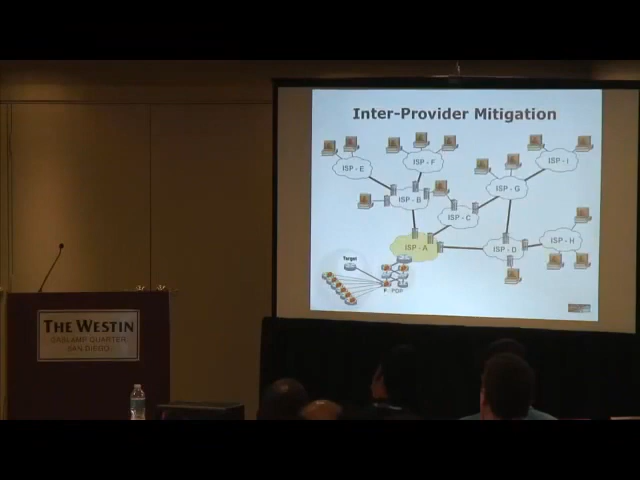 Inter-Provider Mitigation
ISP - E
ISP - F
ISP - I
ISP - B
ISP - G
ISP - C
ISP - A
ISP - D
ISP - H
Target
POP
THE WESTIN
GASLAMP QUARTER
SAN DIEGO